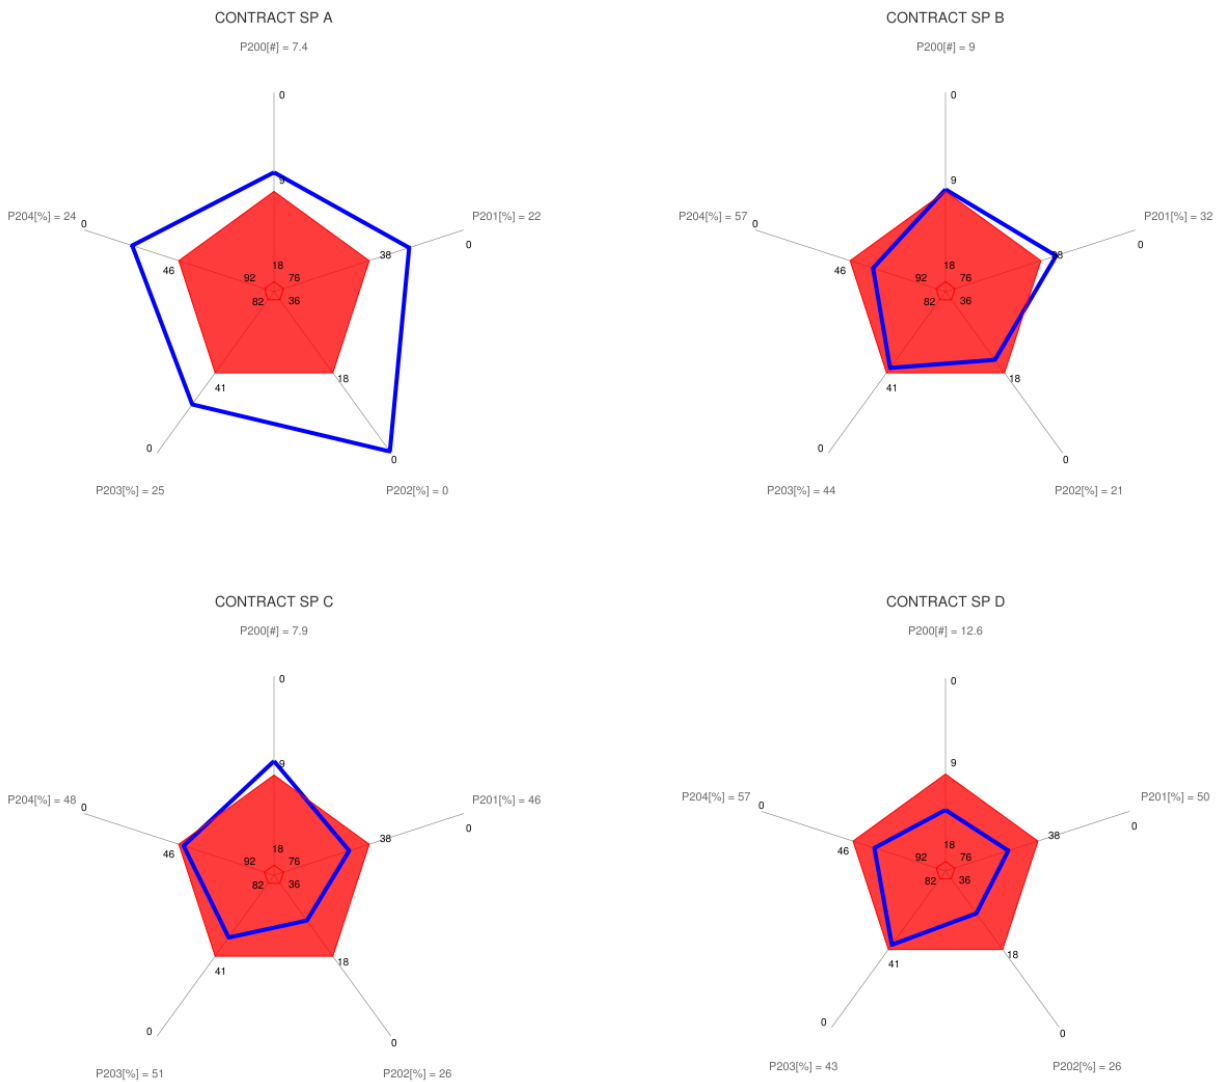 CONTRACT SP A
P200[#] = 7.4
0
9
P204[%] = 24
0
P201[%] = 22
0
38
46
18
92
76
82
36
41
18
0
0
P203[%] = 25
P202[%] = 0
CONTRACT SP B
P200[#] = 9
0
9
P204[%] = 57
0
P201[%] = 32
0
38
46
18
92
76
82
36
41
18
0
0
P203[%] = 44
P202[%] = 21
CONTRACT SP C
P200[#] = 7.9
0
9
P204[%] = 48
0
P201[%] = 46
0
38
46
18
92
76
82
36
41
18
0
0
P203[%] = 51
P202[%] = 26
CONTRACT SP D
P200[#] = 12.6
0
9
P204[%] = 57
0
P201[%] = 50
0
38
46
18
92
76
82
36
41
18
0
0
P203[%] = 43
P202[%] = 26